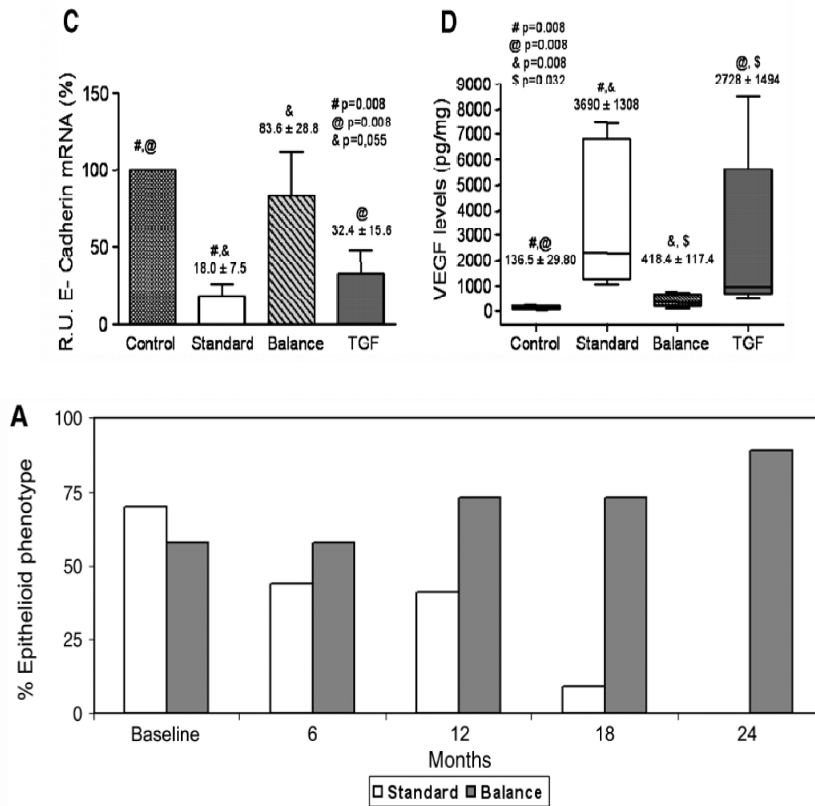 C
R.U. E- Cadherin mRNA (%)
150
100
50
0
#,@
#,&
18.0 ± 7.5
&
83.6 ± 28.8
@
32.4 ± 15.6
# p=0.008
@ p=0.008
& p=0,055
Control Standard Balance TGF
D
# p=0.008
@ p=0.008
& p=0.008
$ p=0.032
VEGF levels (pg/mg)
9000
8000
7000
6000
5000
4000
3000
2000
1000
0
#,@
136.5 ± 29.80
#,&
3690 ± 1308
&, $
418.4 ± 117.4
@, $
2728 ± 1494
Control Standard Balance TGF
A
% Epithelioid phenotype
100
75
50
25
0
Baseline 6 12 18 24
Months
Standard Balance